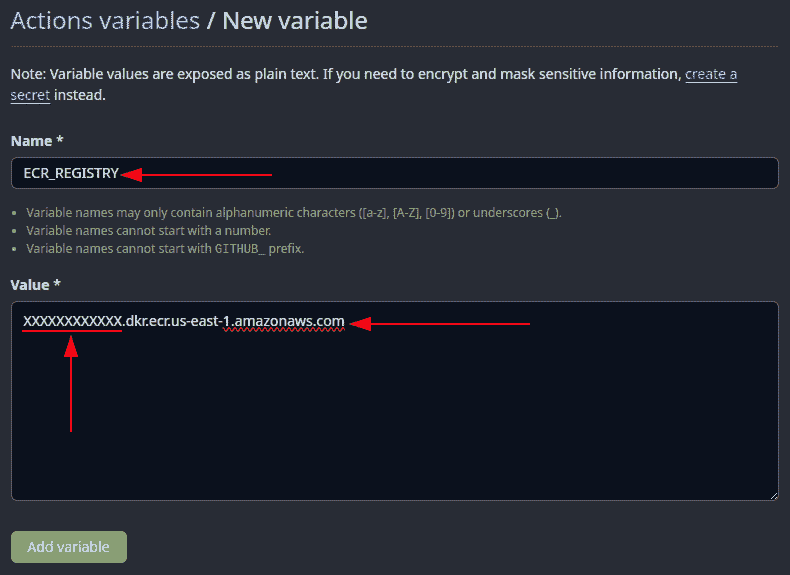 Actions variables / New variable
Note: Variable values are exposed as plain text. If you need to encrypt and mask sensitive information, create a
secret instead.
Name *
ECR_REGISTRY
Variable names may only contain alphanumeric characters ([a-z], [A-Z], [0-9]) or underscores (_).
Variable names cannot start with a number.
Variable names cannot start with GITHUB_ prefix.
Value *
XXXXXXXXXXXX.dkr.ecr.us-east-1.amazonaws.com
Add variable